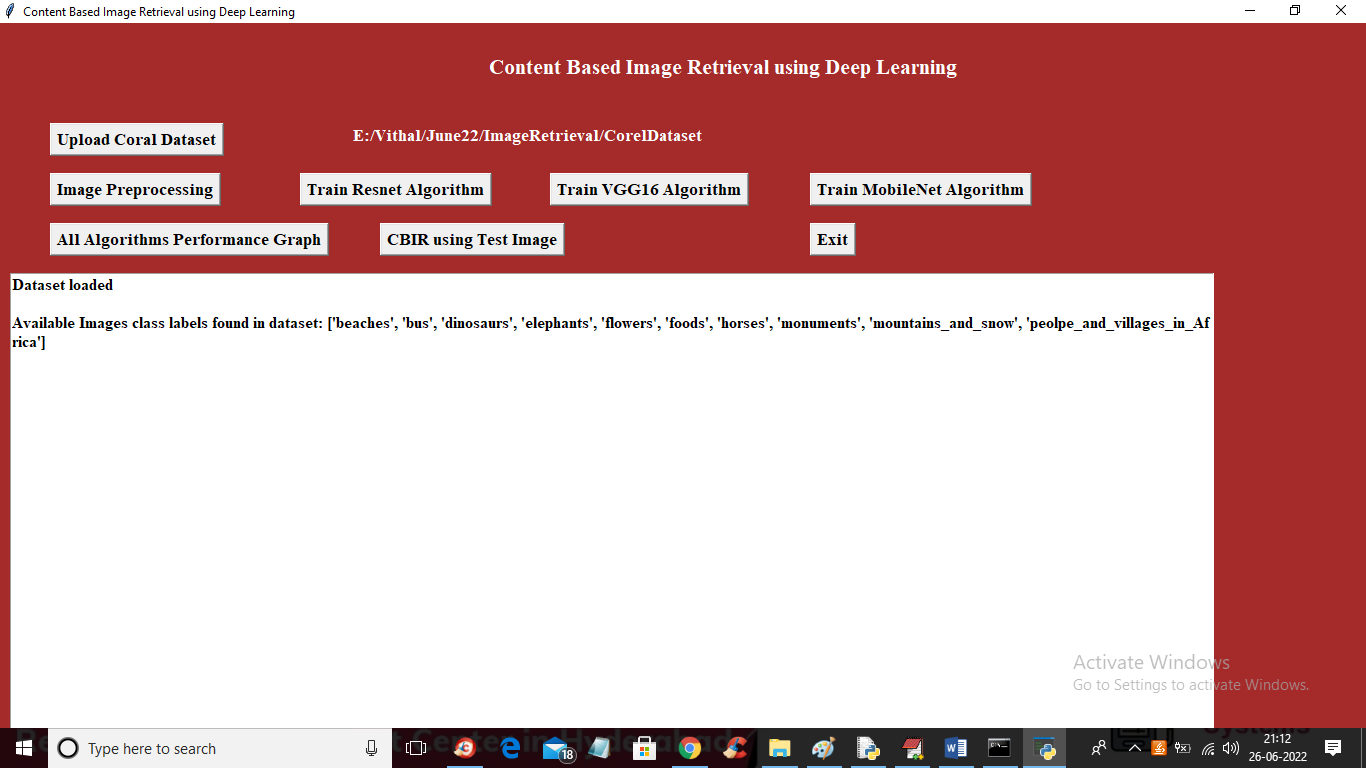 Content Based Image Retrieval using Deep Learning
Content Based Image Retrieval using Deep Learning
Upload Coral Dataset
E:/Vithal/June22/ImageRetrieval/CorelDataset
Image Preprocessing
Train Resnet Algorithm
Train VGG16 Algorithm
Train MobileNet Algorithm
All Algorithms Performance Graph
CBIR using Test Image
Exit
Dataset loaded
Available Images class labels found in dataset: ['beaches', 'bus', 'dinosaurs', 'elephants', 'flowers', 'foods', 'horses', 'monuments', 'mountains_and_snow', 'peolpe_and_villages_in_Af
rica']
Activate Windows
Go to Settings to activate Windows.
Type here to search
18
21:12
26-06-2022